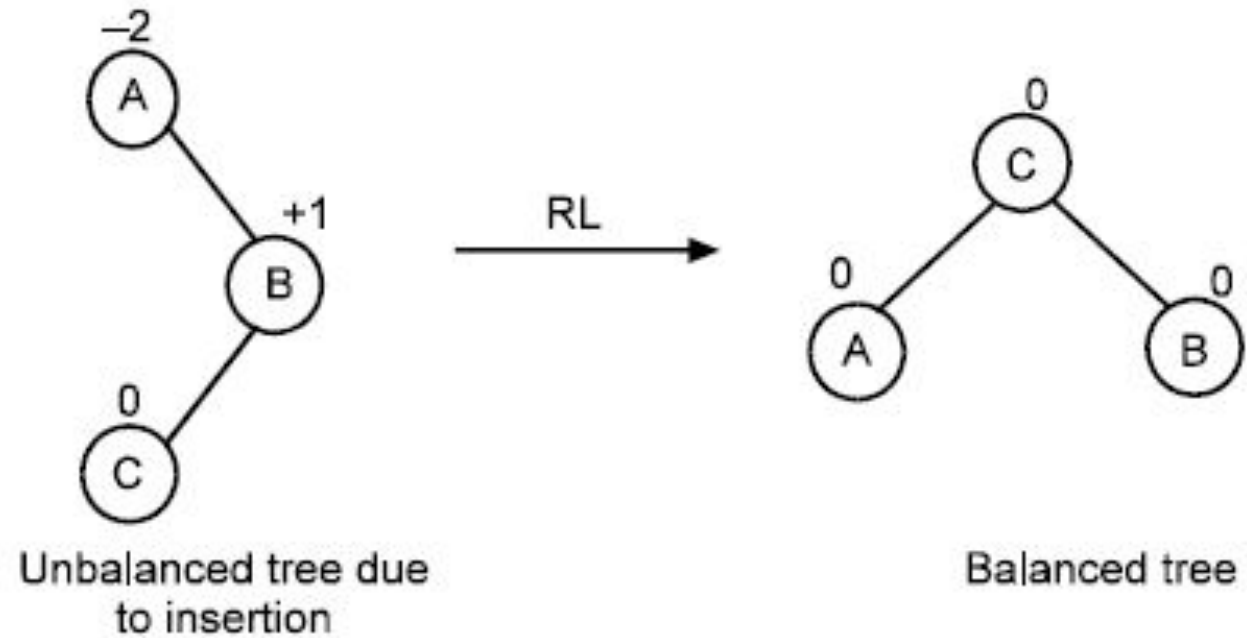 –2
A
+1
B
0
C
RL
0
C
0
A
0
B
Unbalanced tree due
to insertion
Balanced tree